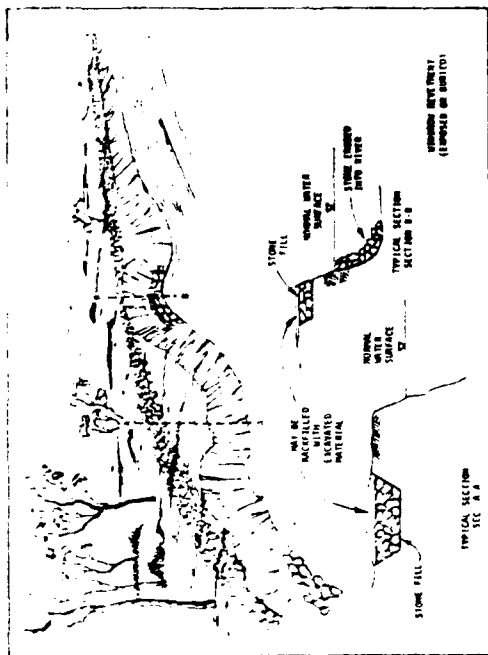 STONE
FILL
NORMAL WATER
SURFACE
STONE ERODED
INTO RIVER
TYPICAL SECTION
SECTION B-B
MAY BE
BACKFILLED
WITH
EXCAVATED
MATERIAL
NORMAL
WATER
SURFACE
STONE FILL
TYPICAL SECTION
SEC A A
WINDROW REVETMENT
(EXPOSED OR BURIED)